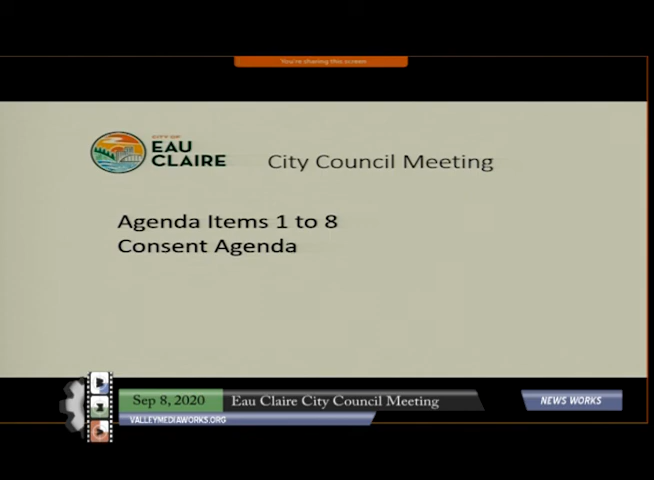 You're sharing this screen
CITY OF
EAU
CLAIRE
City Council Meeting
Agenda Items 1 to 8
Consent Agenda
Sep 8, 2020
Eau Claire City Council Meeting
NEWS WORKS
VALLEYMEDIAWORKS.ORG